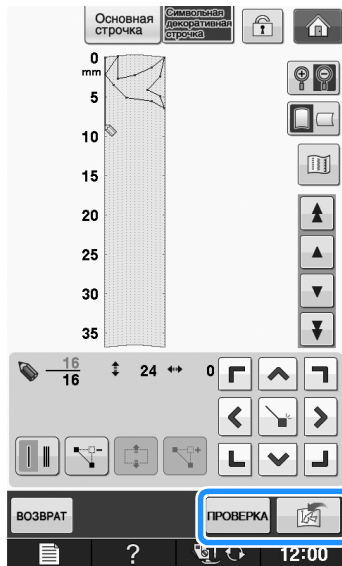 Основная
строчка
Символьная
декоративная
строчка
0
mm
5
10
15
20
25
30
35
16
16
24
0
ВОЗВРАТ
ПРОВЕРКА
?
12:00